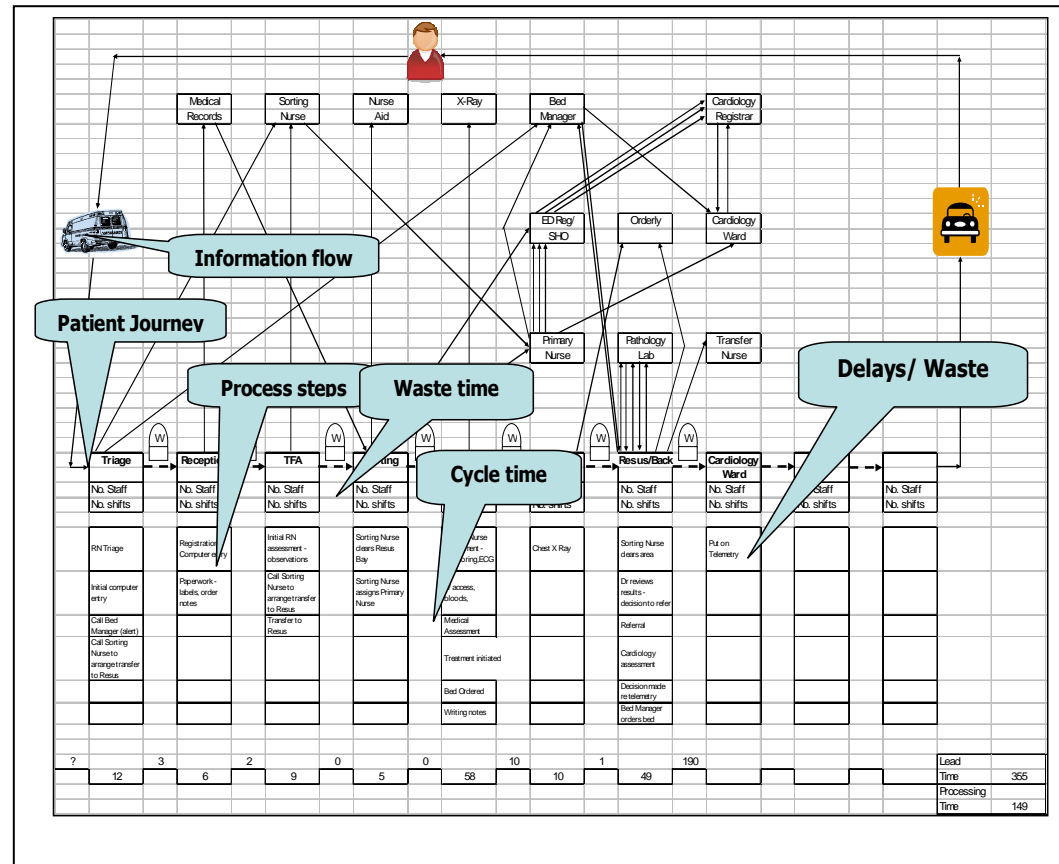 Medical
Records
Sorting
Nurse
Nurse
Aid
X-Ray
Bed
Manager
Cardiology
Registrar
ED Reg/
SHO
Orderly
Cardiology
Ward
Information flow
Patient Journey
Primary
Nurse
Pathology
Lab
Transfer
Nurse
Process steps
Waste time
Delays/ Waste
Cycle time
W
W
W
W
W
W
Triage
TFA
Resus/Back
Cardiology
Ward
No. Staff
No. shifts
No. Staff
No. shifts
No. Staff
No. shifts
No. Staff
No. shifts
No. Staff
No. shifts
No. Staff
No. shifts
No. Staff
No. shifts
No. Staff
No. shifts
RN Triage
Initial computer
entry
Call Bed
Manager (alert)
Call Sorting
Nurse to
arrange transfer
to Resus
Registration
Computer entry
Paperwork -
labels, order
notes
Initial RN
assessment -
observations
Call Sorting
Nurse to
arrange transfer
to Resus
Transfer to
Resus
Sorting Nurse
clears Resus
Bay
Sorting Nurse
assigns Primary
Nurse
Nurse
access,
bloods,
Medical
Assessment
Treatment initiated
Bed Ordered
Writing notes
Chest X Ray
Sorting Nurse
clears area
Dr reviews
results -
decision to refer
Referral
Cardiology
assessment
Decision made
re telemetry
Bed Manager
orders bed
Put on
Telemetry
? 3 2 0 0 10 1 190
12 6 9 5 58 10 49
Lead
Time 355
Processing
Time 149